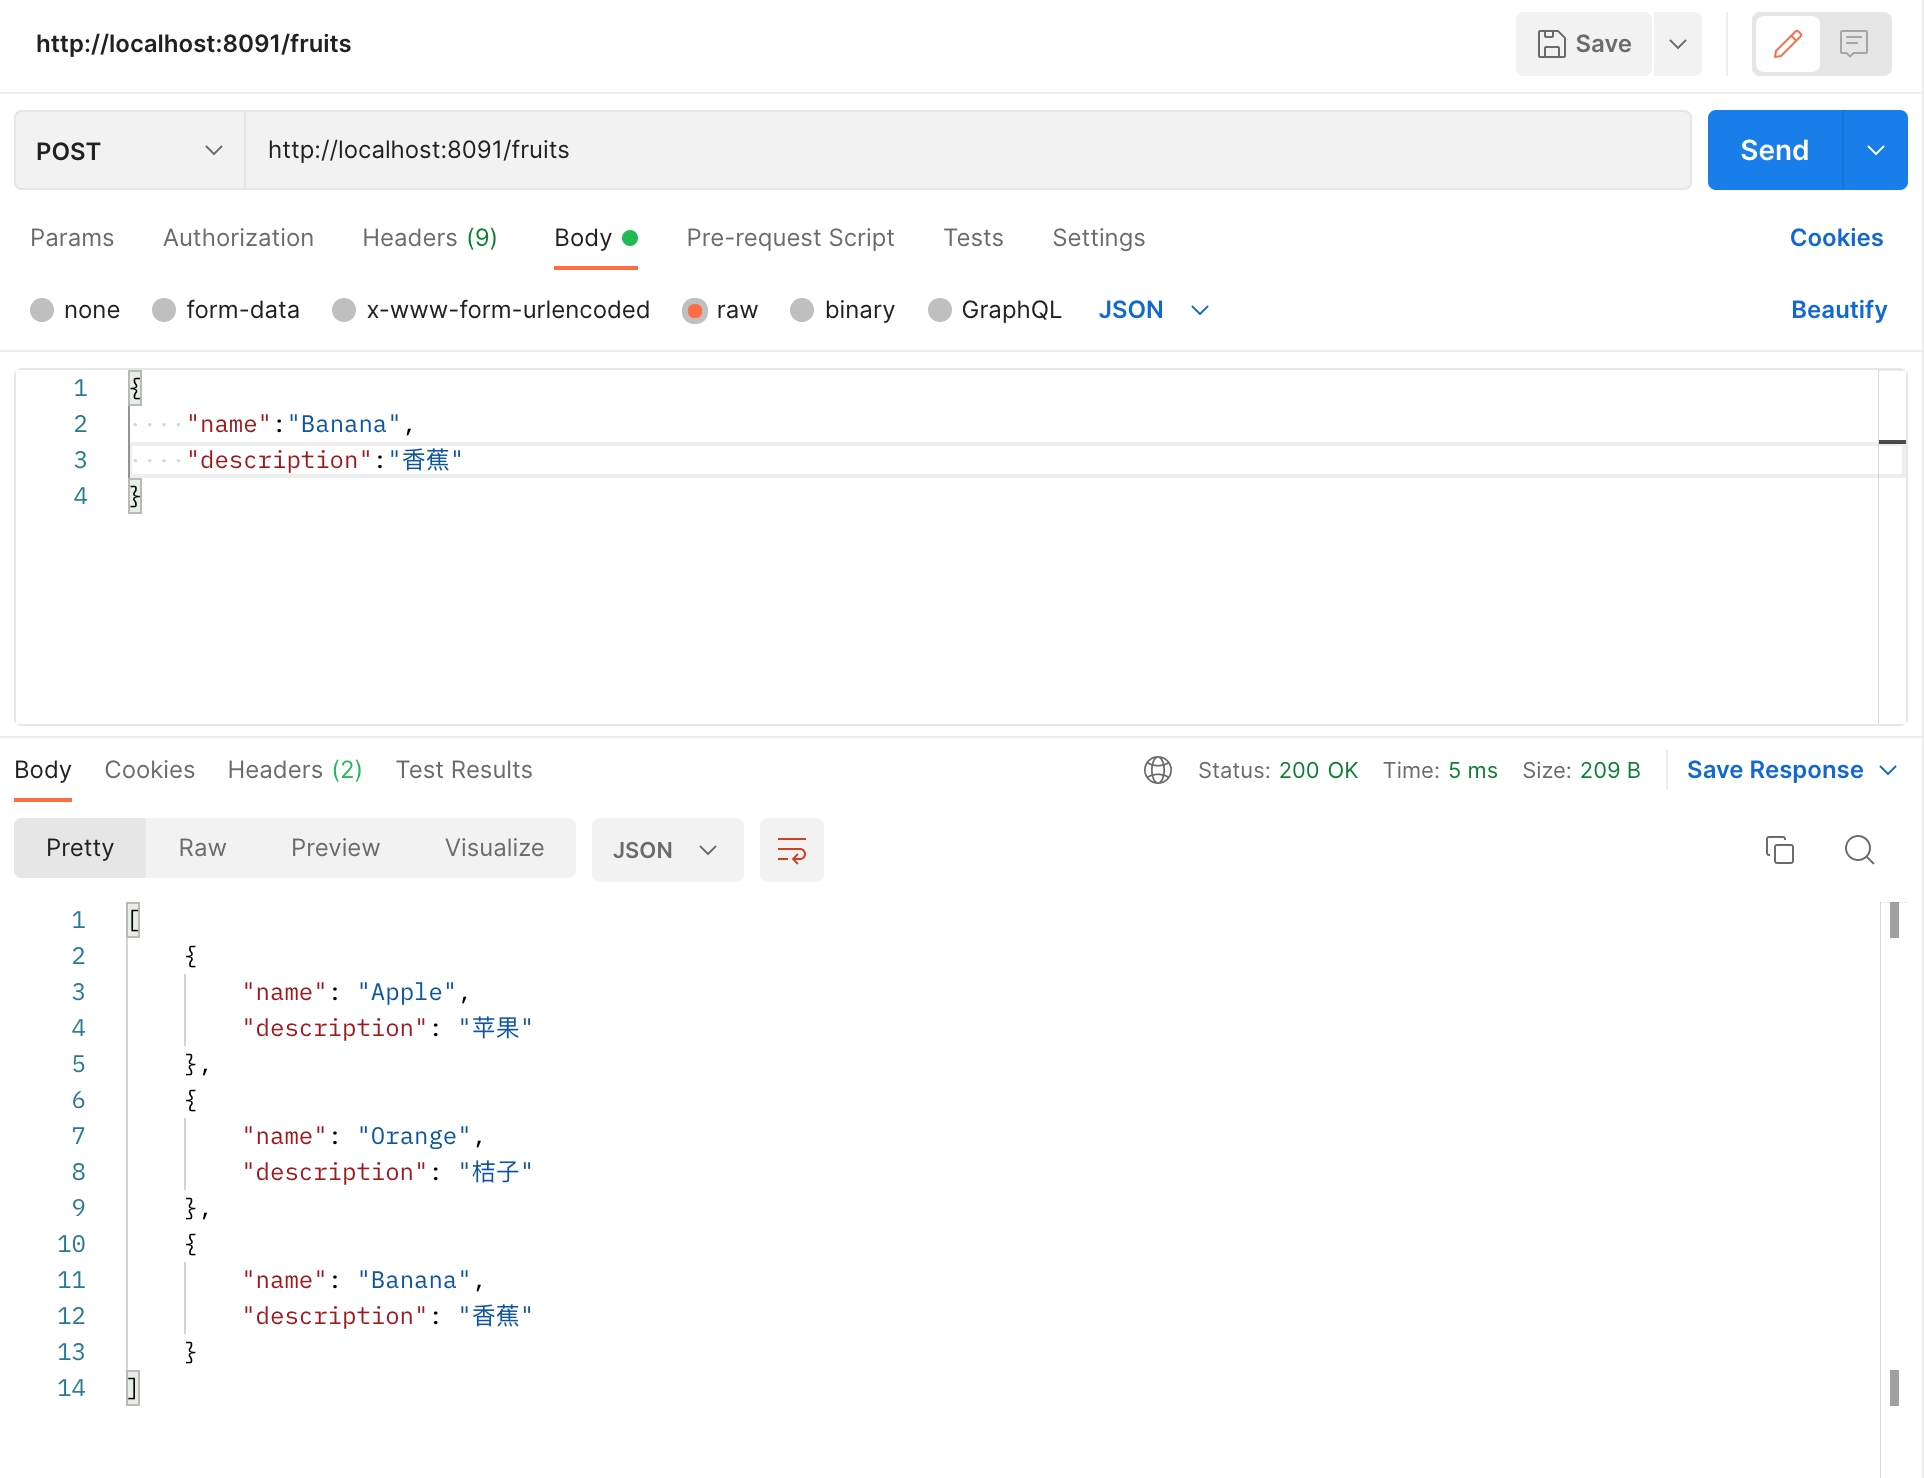 http://localhost:8091/fruits
Save
POST http://localhost:8091/fruits Send
Params Authorization Headers (9) Body Pre-request Script Tests Settings Cookies
none form-data x-www-form-urlencoded raw binary GraphQL JSON Beautify
1 {
2 "name":"Banana",
3 "description":"香蕉"
4 }
Body Cookies Headers (2) Test Results Status: 200 OK Time: 5 ms Size: 209 B Save Response
Pretty Raw Preview Visualize JSON
1 [
2 {
3 "name": "Apple",
4 "description": "苹果"
5 },
6 {
7 "name": "Orange",
8 "description": "桔子"
9 },
10 {
11 "name": "Banana",
12 "description": "香蕉"
13 }
14 ]